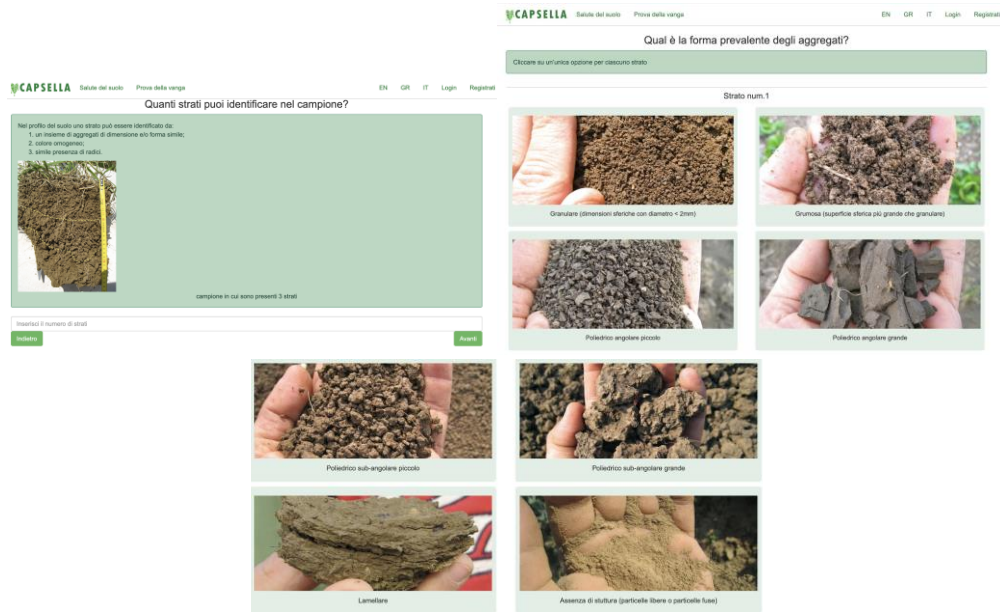 CAPSELLA Salute del suolo Prova della vanga EN GR IT Login Registrati
Quanti strati puoi identificare nel campione?
Nel profilo del suolo uno strato può essere identificato da:
1. un insieme di aggregati di dimensione e/o forma simile;
2. colore omogeneo;
3. simile presenza di radici.
campione in cui sono presenti 3 strati
Inserisci il numero di strati
Indietro Avanti
CAPSELLA Salute del suolo Prova della vanga EN GR IT Login Registrati
Qual è la forma prevalente degli aggregati?
Cliccare su un'unica opzione per ciascuno strato
Strato num.1
Granulare (dimensioni sferiche con diametro < 2mm)
Grumosa (superficie sferica più grande che granulare)
Poliedrico angolare piccolo
Poliedrico angolare grande
Poliedrico sub-angolare piccolo
Poliedrico sub-angolare grande
Lamellare
Assenza di stuttura (particelle libere o particelle fuse)